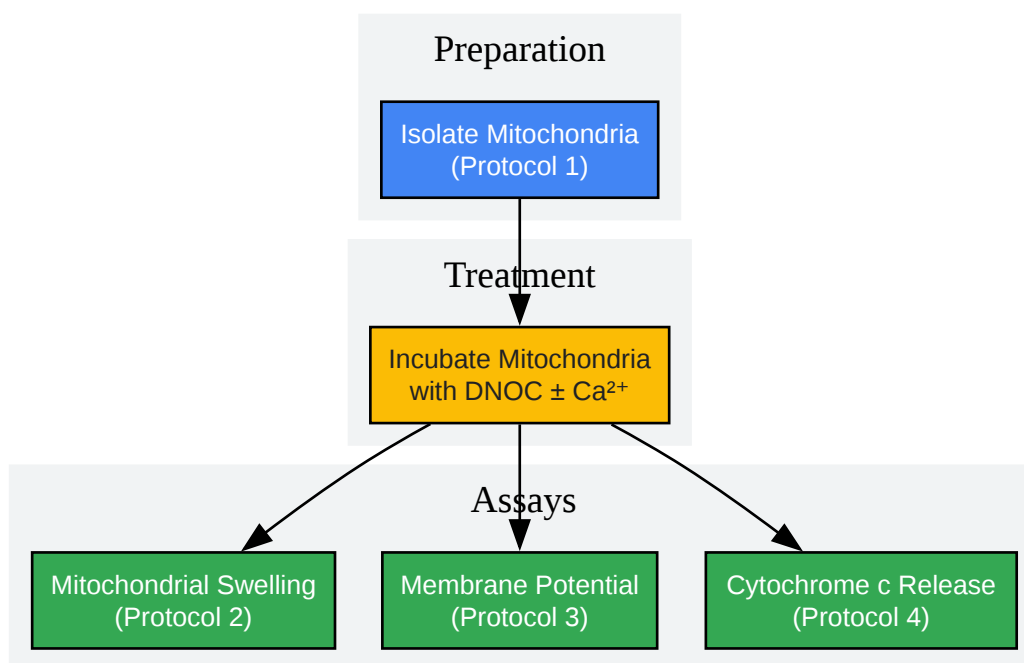 Preparation
Isolate Mitochondria
(Protocol 1)
Treatment
Incubate Mitochondria
with DNOC ± Ca²⁺
Assays
Mitochondrial Swelling
(Protocol 2)
Membrane Potential
(Protocol 3)
Cytochrome c Release
(Protocol 4)